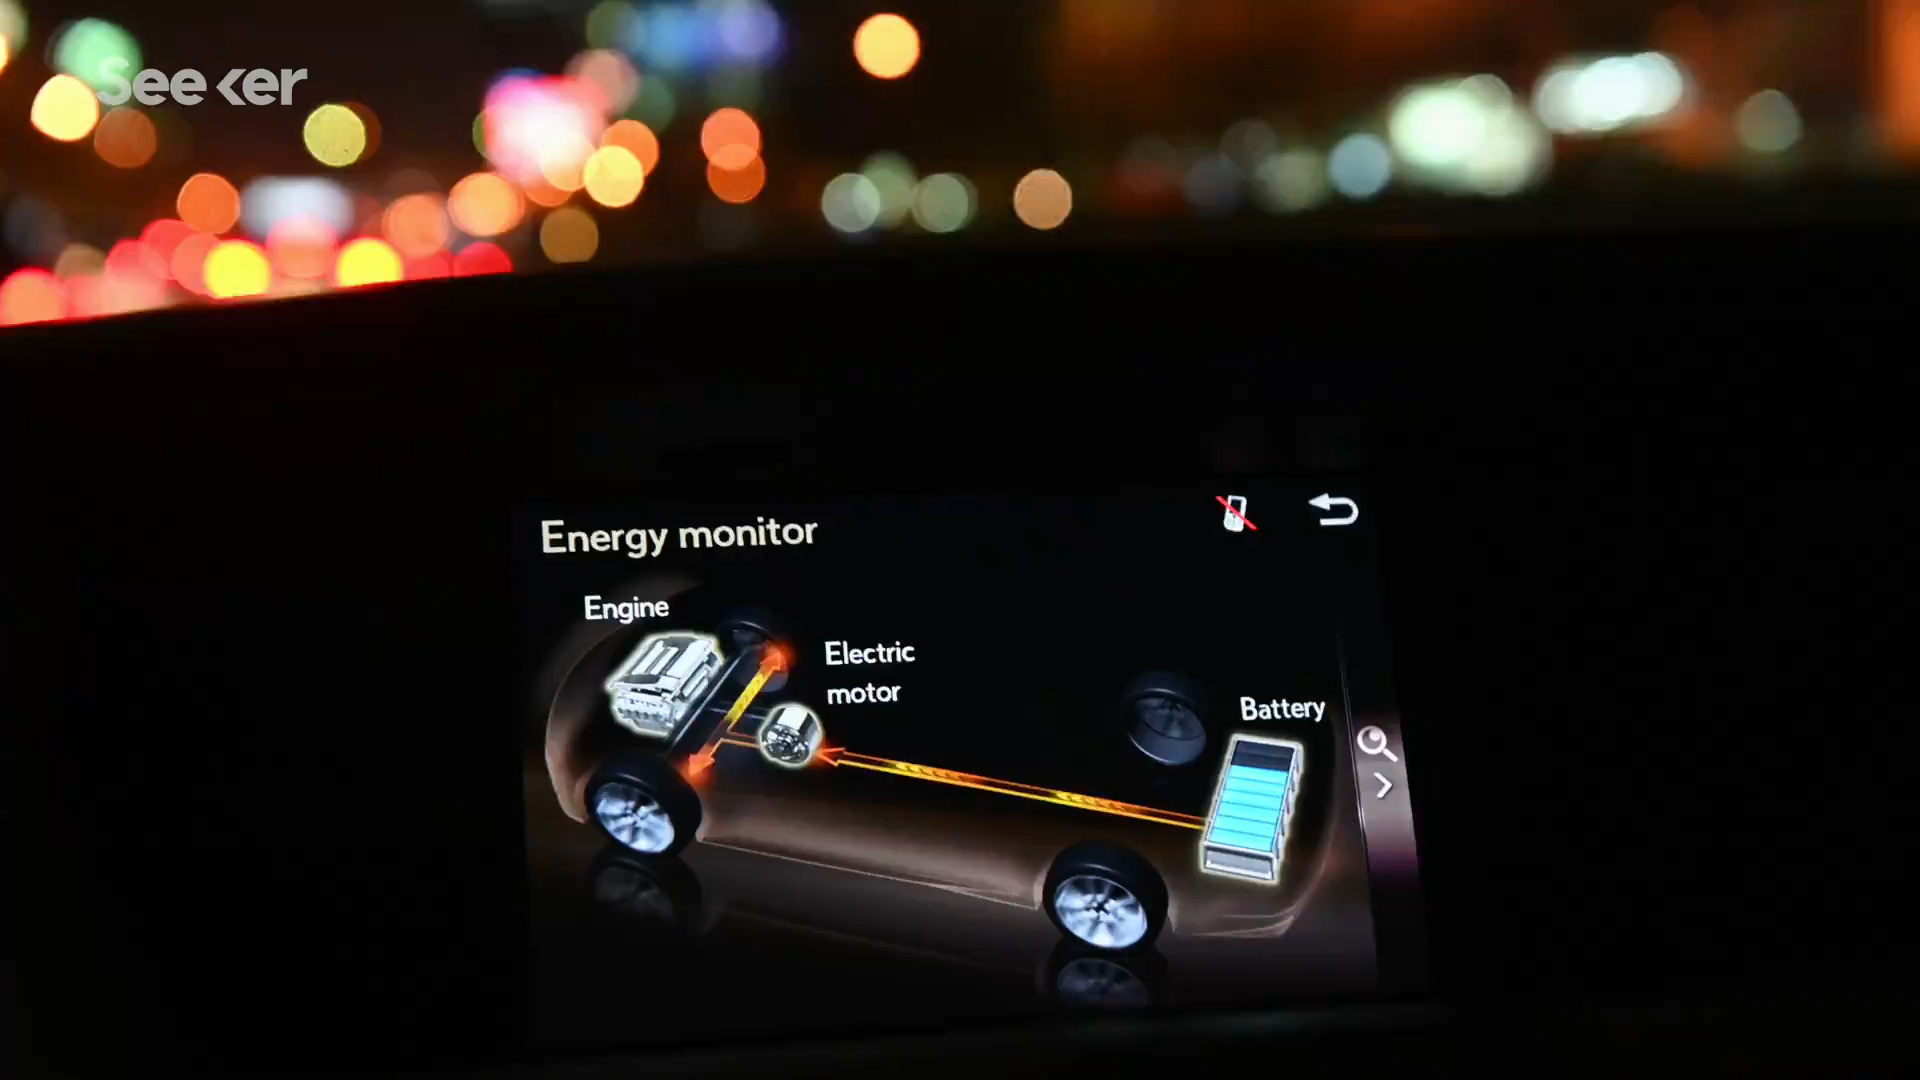 Seeker
Energy monitor
Engine
Electric
motor
Battery